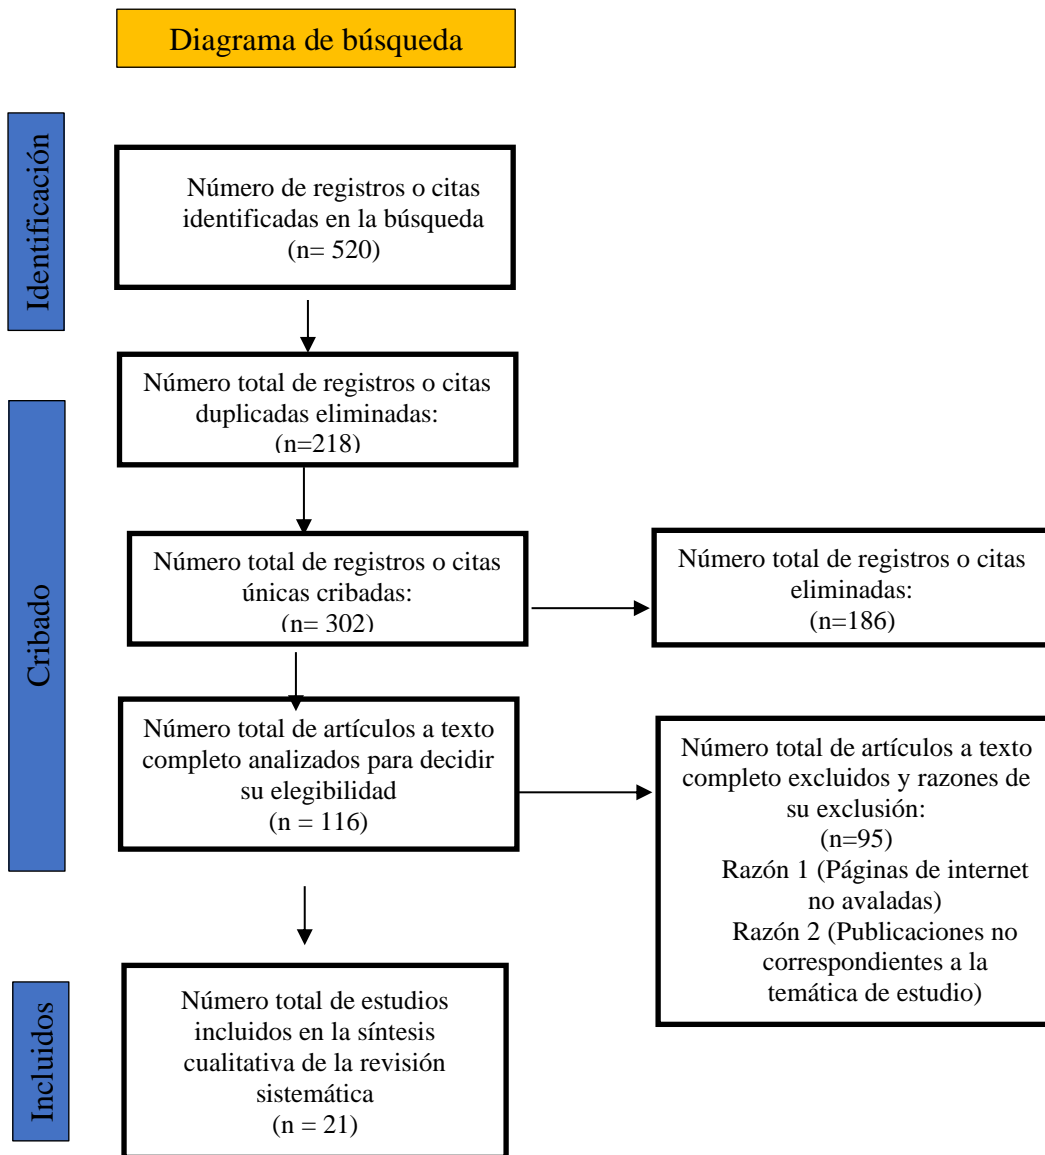 Diagrama de búsqueda
Identificación
Número de registros o citas
identificadas en la búsqueda
(n= 520)
Cribado
Número total de registros o citas
duplicadas eliminadas:
(n=218)
Número total de registros o citas
únicas cribadas:
(n= 302)
Número total de registros o citas
eliminadas:
(n=186)
Número total de artículos a texto
completo analizados para decidir
su elegibilidad
(n = 116)
Número total de artículos a texto
completo excluidos y razones de
su exclusión:
(n=95)
Razón 1 (Páginas de internet
no avaladas)
Razón 2 (Publicaciones no
correspondientes a la
temática de estudio)
Incluidos
Número total de estudios
incluidos en la síntesis
cualitativa de la revisión
sistemática
(n = 21)